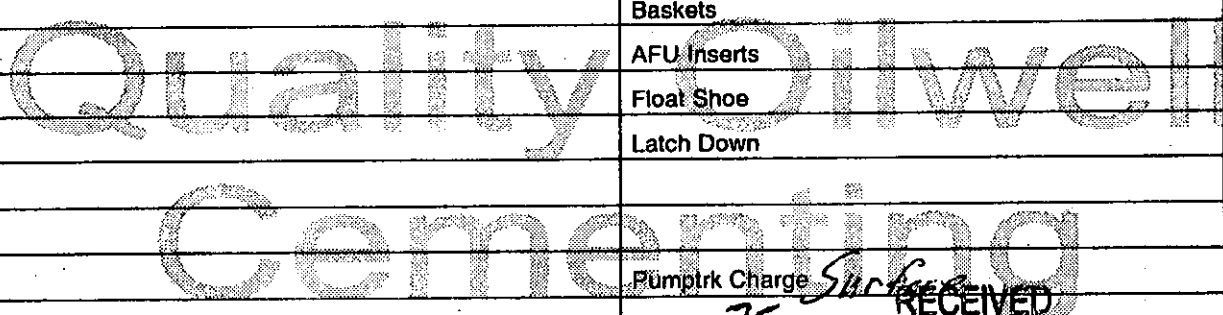 Baskets
Quality Oilwell
AFU Inserts
Float Shoe
Latch Down
Cementing
Pumptrk Charge Surface
RECEIVED